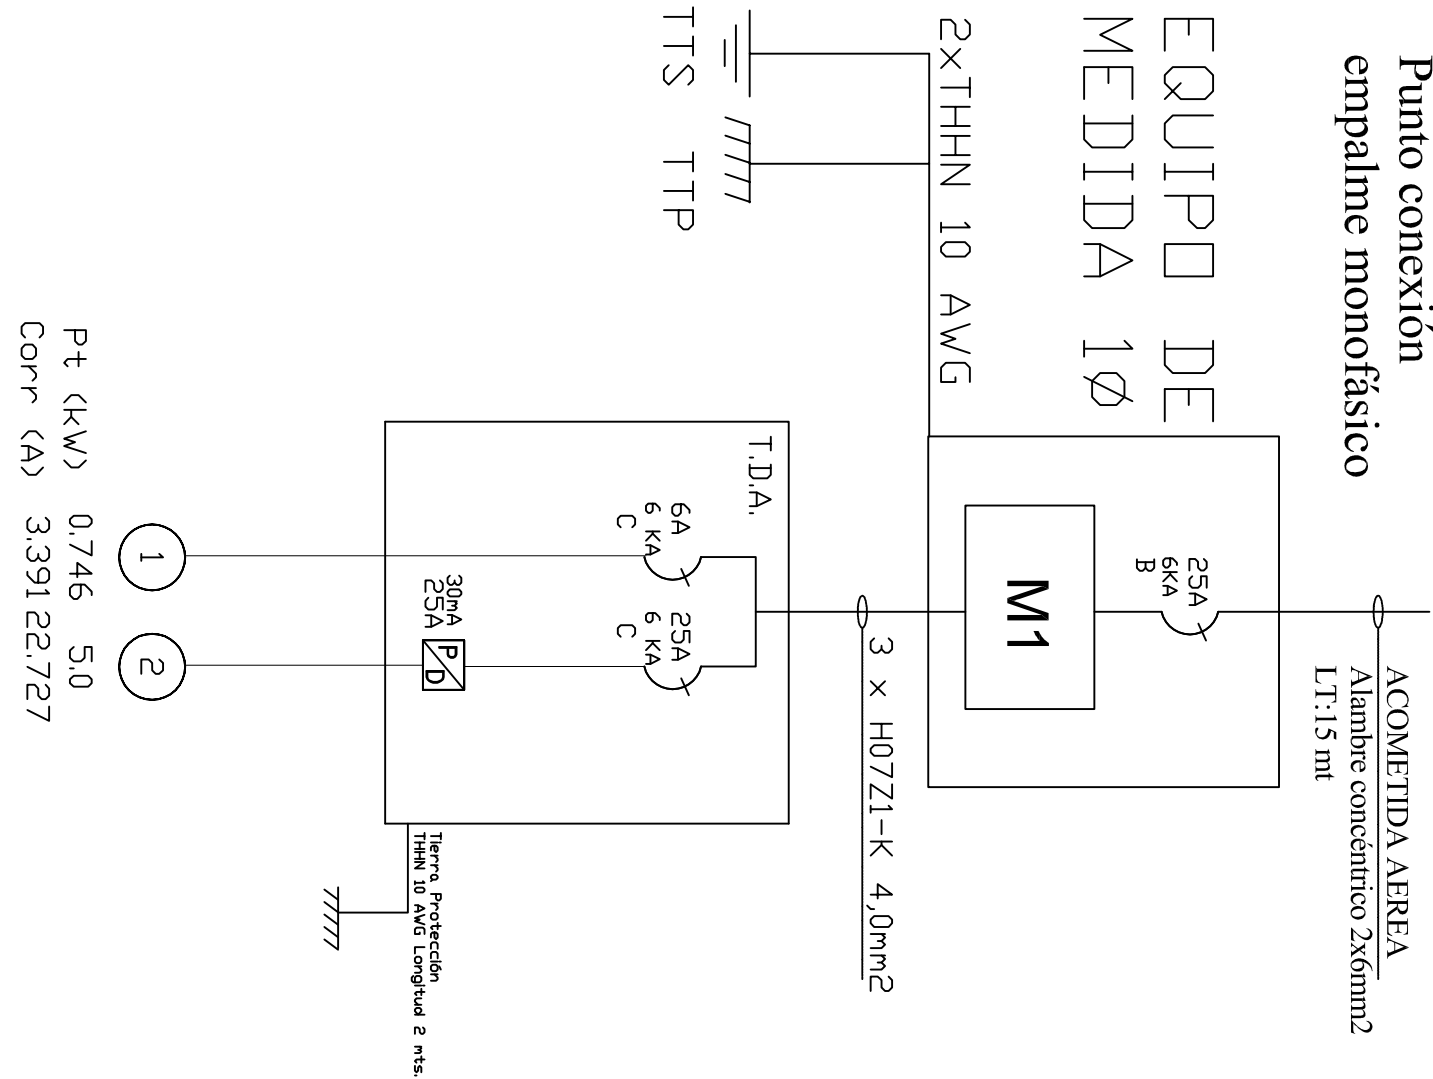 Punto conexión
empalme monofásico
ACOMETIDA AEREA
Alambre concéntrico 2x6mm2
LT:15 mt
EQUIPO DE
MEDIDA 1Ø
25A
6KA
B
M1
2xTHHN 10 AWG
TTS TTP
3 x H07Z1-K 4,0mm2
T.D.A.
6A
6 KA
C
25A
6 KA
C
30mA
25A
P/D
Tierra Protección
THHN 10 AWG Longitud 2 mts.
1
2
Pt (kW) 0.746 5.0
Corr (A) 3.391 22.727